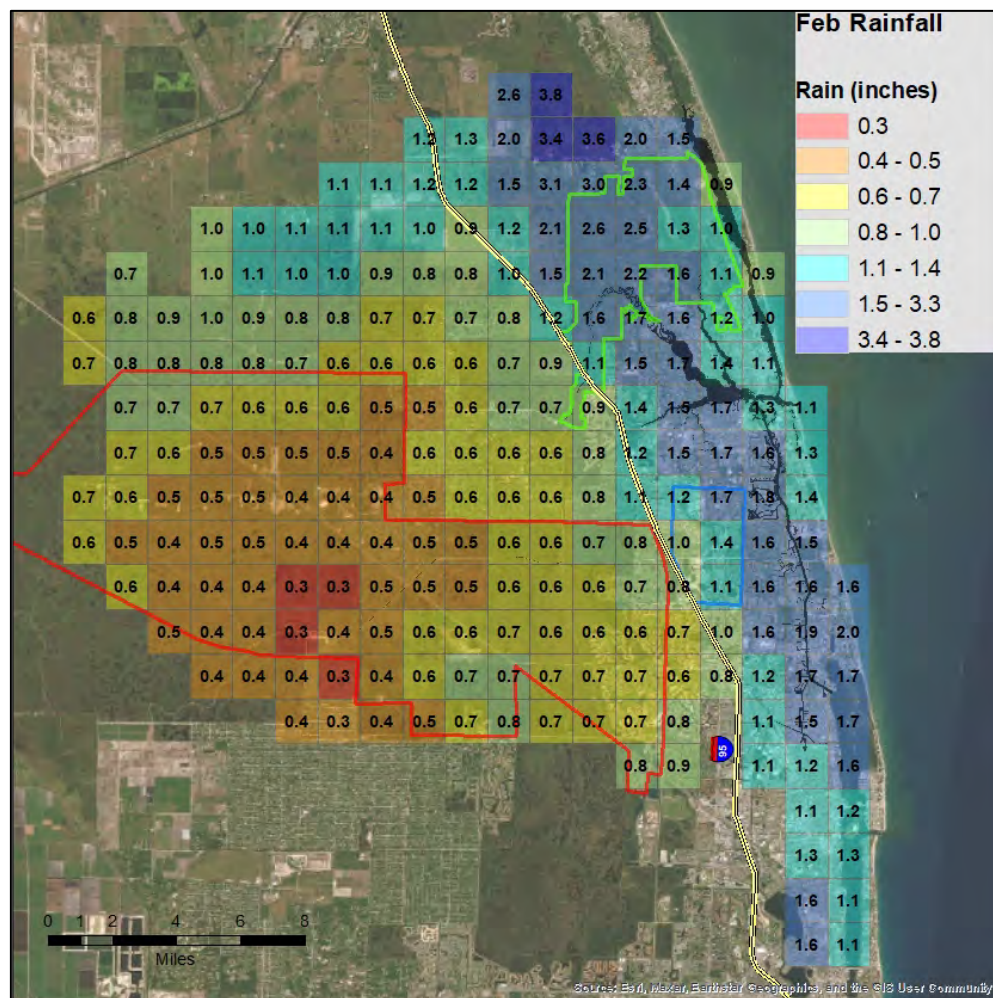 Feb Rainfall
Rain (inches)
0.3
0.4 - 0.5
0.6 - 0.7
0.8 - 1.0
1.1 - 1.4
1.5 - 3.3
3.4 - 3.8
2.6 3.8
1.2 1.3 2.0 3.4 3.6 2.0 1.5
1.1 1.1 1.2 1.2 1.5 3.1 3.0 2.3 1.4 0.9
1.0 1.0 1.1 1.1 1.1 1.0 0.9 1.2 2.1 2.6 2.5 1.3 1.0
0.7 1.0 1.1 1.0 1.0 0.9 0.8 0.8 1.0 1.5 2.1 2.2 1.6 1.1 0.9
0.6 0.8 0.9 1.0 0.9 0.8 0.8 0.7 0.7 0.7 0.8 1.2 1.6 1.7 1.6 1.2 1.0
0.7 0.8 0.8 0.8 0.8 0.7 0.6 0.6 0.6 0.6 0.7 0.9 1.1 1.5 1.7 1.4 1.1
0.7 0.7 0.7 0.6 0.6 0.6 0.5 0.5 0.6 0.7 0.7 0.9 1.4 1.5 1.7 1.3 1.1
0.7 0.6 0.5 0.5 0.5 0.5 0.4 0.6 0.6 0.6 0.6 0.8 1.2 1.5 1.7 1.6 1.3
0.7 0.6 0.5 0.5 0.5 0.4 0.4 0.4 0.5 0.6 0.6 0.6 0.8 1.1 1.2 1.7 1.8 1.4
0.6 0.5 0.4 0.5 0.5 0.4 0.4 0.4 0.5 0.5 0.6 0.6 0.7 0.8 1.0 1.4 1.6 1.5
0.6 0.4 0.4 0.4 0.3 0.3 0.5 0.5 0.5 0.6 0.6 0.6 0.7 0.8 1.1 1.6 1.6 1.6
0.5 0.4 0.4 0.3 0.4 0.5 0.6 0.6 0.7 0.6 0.6 0.6 0.7 1.0 1.6 1.9 2.0
0.4 0.4 0.4 0.3 0.4 0.6 0.7 0.7 0.7 0.7 0.7 0.6 0.8 1.2 1.7 1.7
0.4 0.3 0.4 0.5 0.7 0.8 0.7 0.7 0.7 0.8 1.1 1.5 1.7
95
0.8 0.9 1.1 1.2 1.6
1.1 1.2
1.3 1.3
1.6 1.1
1.6 1.1
0 1 2 4 6 8
Miles
Source: Esri, Maxar, Earthstar Geographics, and the GIS User Community